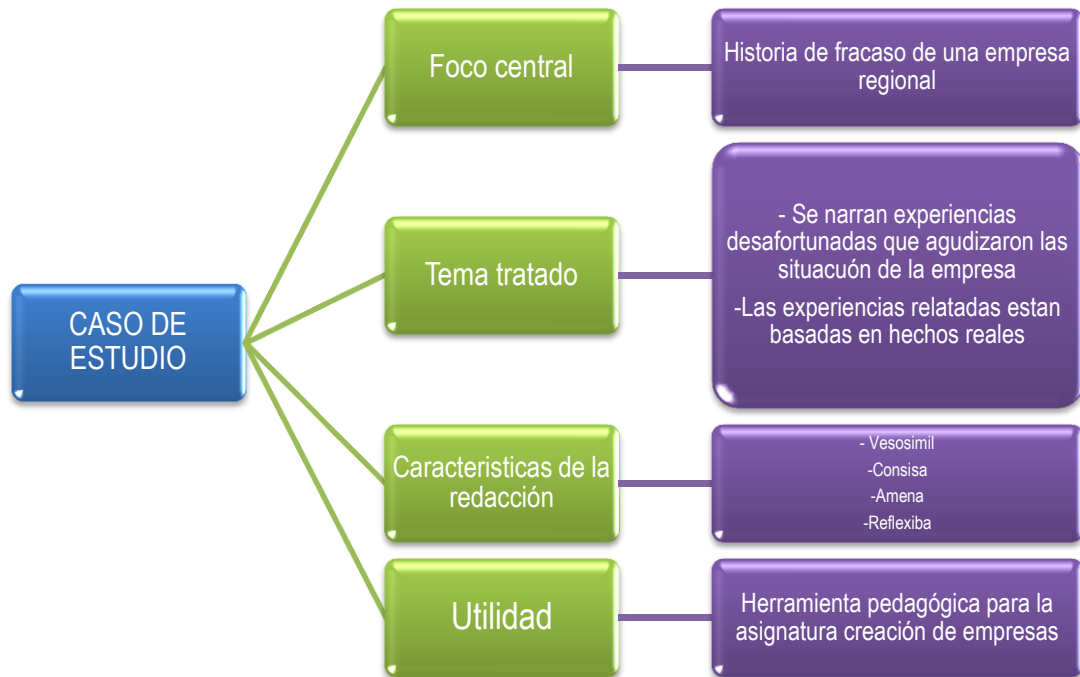 CASO DE
ESTUDIO
Foco central
Historia de fracaso de una empresa
regional
Tema tratado
- Se narran experiencias
desafortunadas que agudizaron las
situacuón de la empresa
-Las experiencias relatadas estan
basadas en hechos reales
Caracteristicas de la
redacción
- Vesosimil
-Consisa
-Amena
-Reflexiba
Utilidad
Herramienta pedagógica para la
asignatura creación de empresas